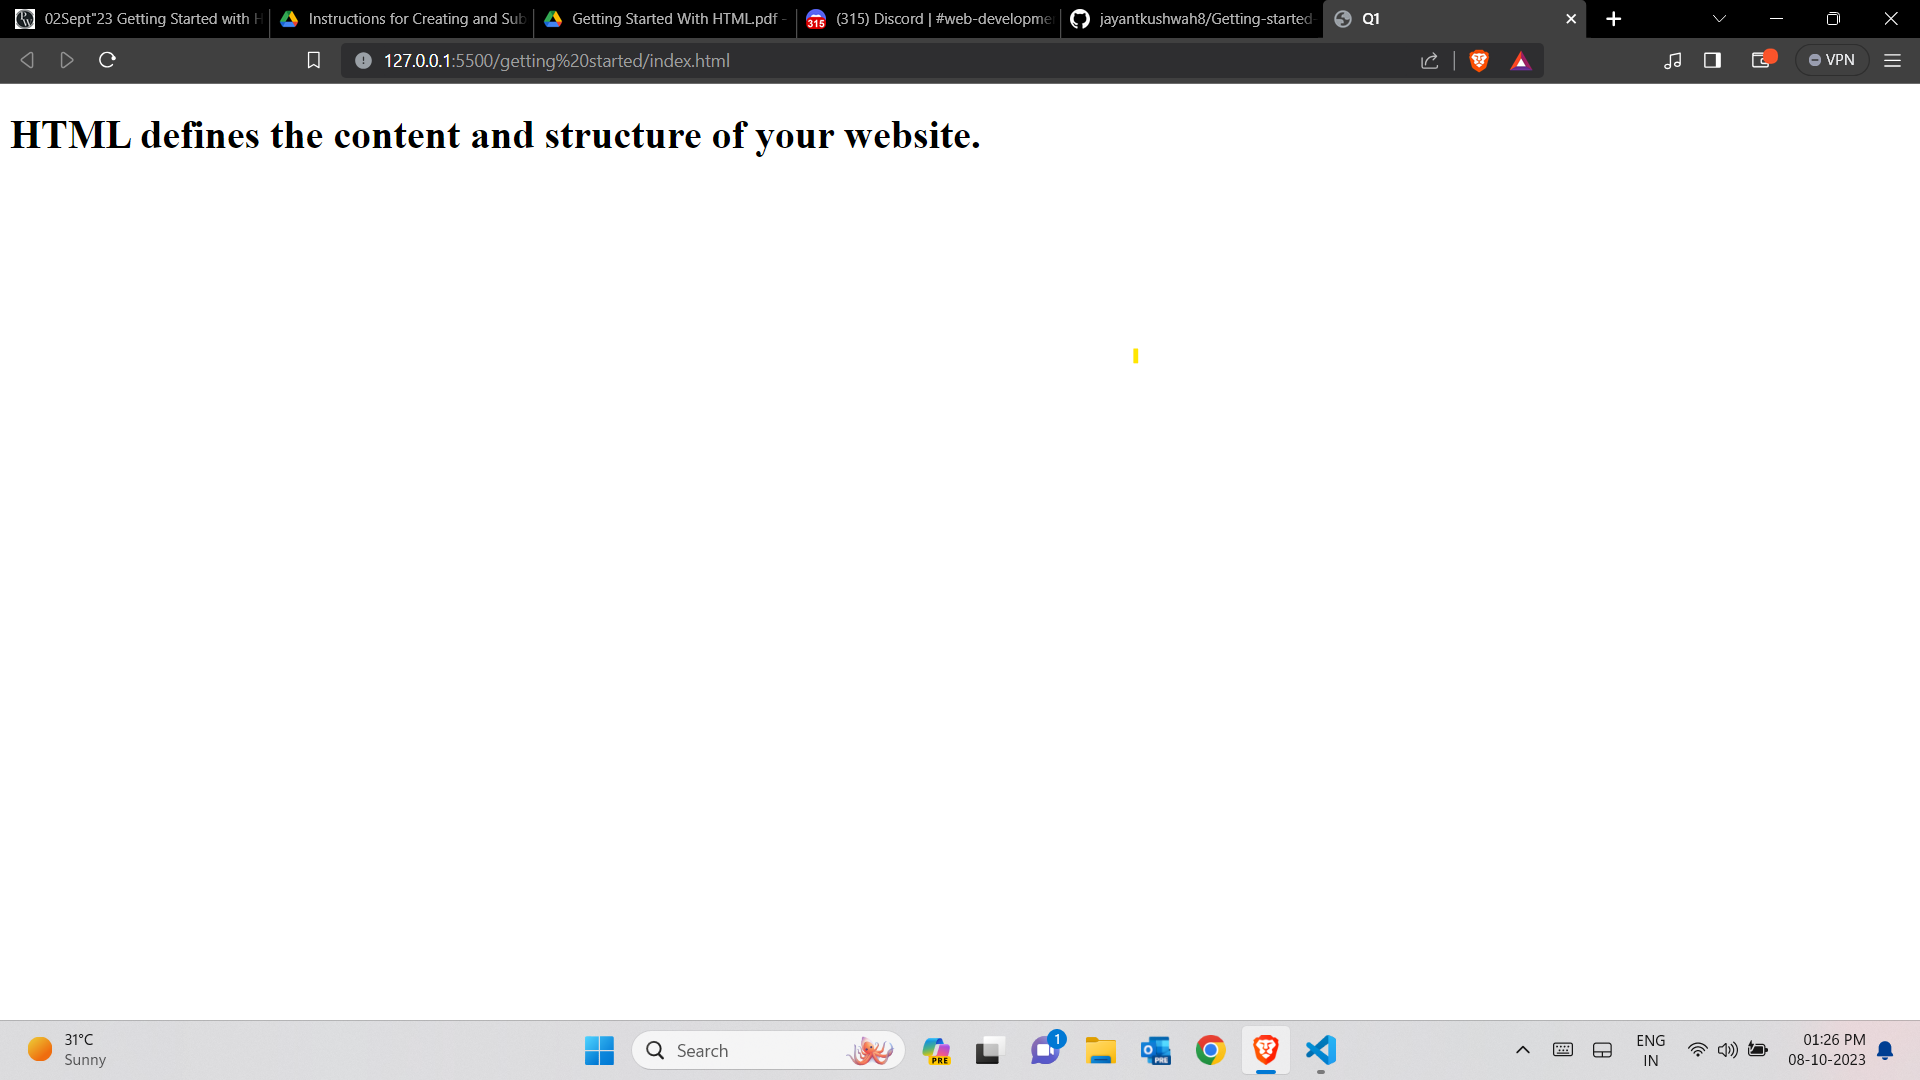 02Sept"23 Getting Started with H
Instructions for Creating and Sub
Getting Started With HTML.pdf -
315
(315) Discord | #web-developme
jayantkushwah8/Getting-started-
Q1
127.0.0.1:5500/getting%20started/index.html
VPN
HTML defines the content and structure of your website.
31°C
Sunny
Search
PRE
1
PRE
ENG
IN
01:26 PM
08-10-2023